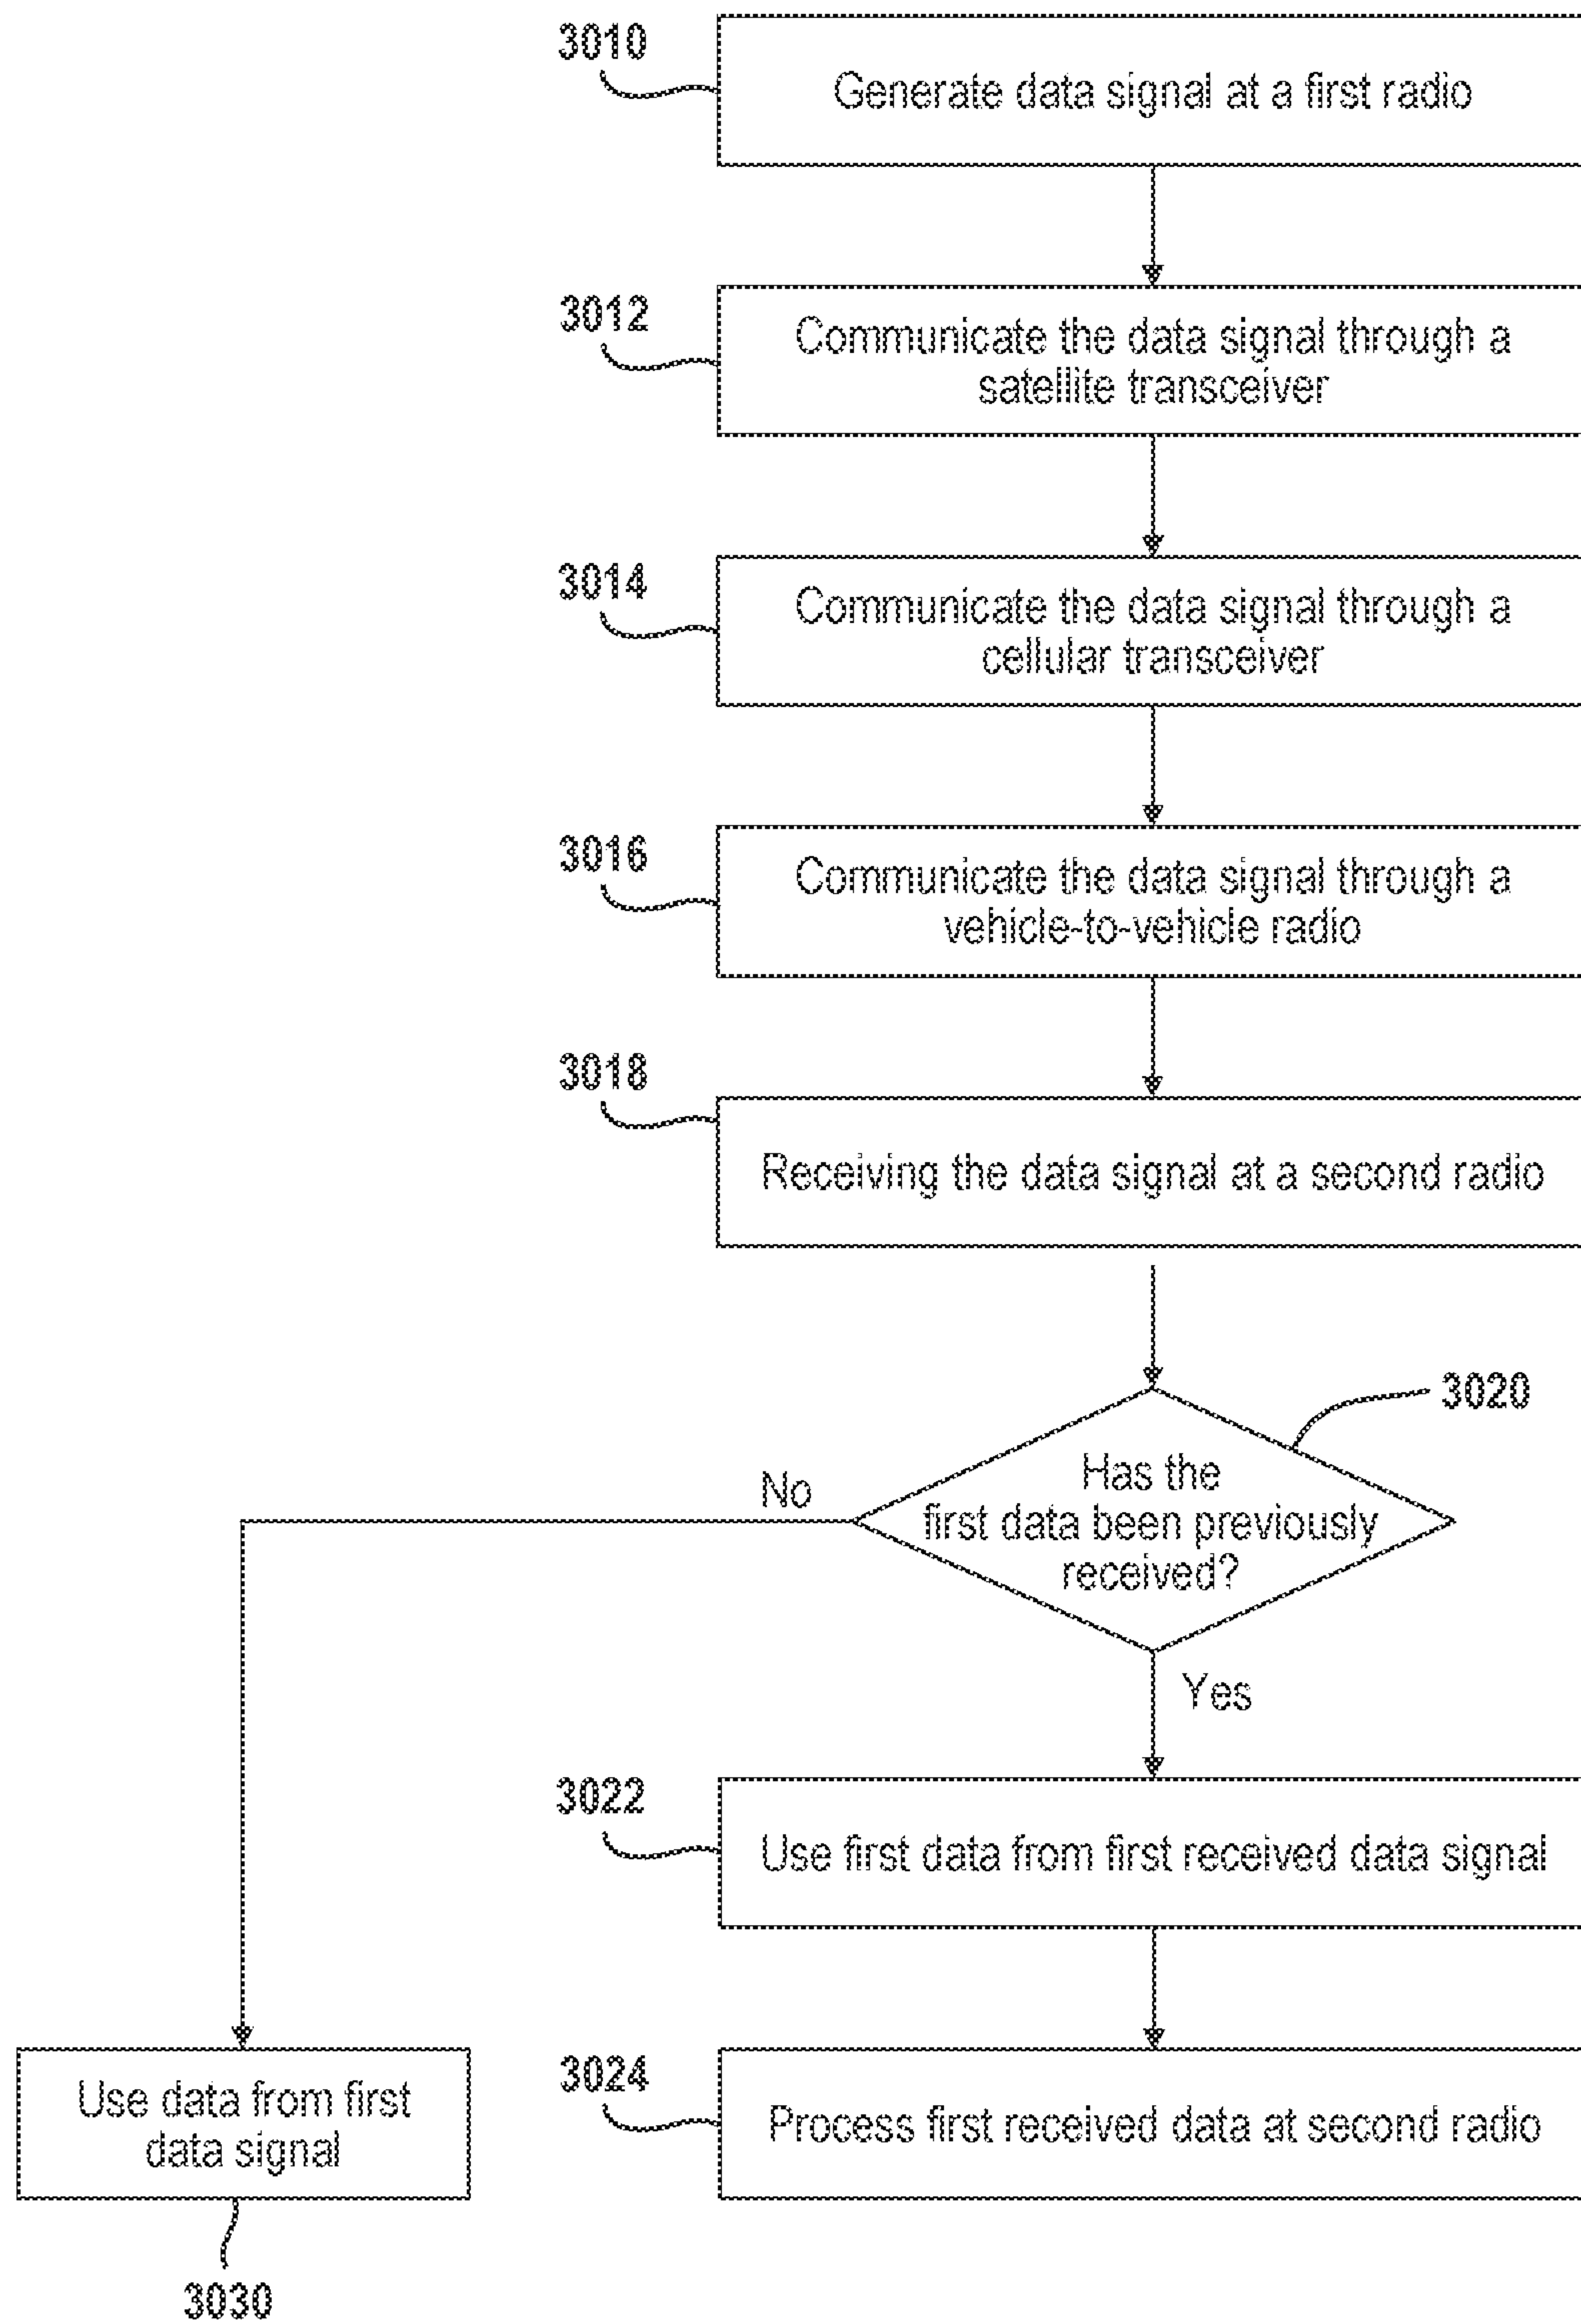 3010
Generate data signal at a first radio
3012
Communicate the data signal through a
satellite transceiver
3014
Communicate the data signal through a
cellular transceiver
3016
Communicate the data signal through a
vehicle-to-vehicle radio
3018
Receiving the data signal at a second radio
3020
Has the
first data been previously
received?
No
Yes
3022
Use first data from first received data signal
3024
Process first received data at second radio
Use data from first
data signal
3030